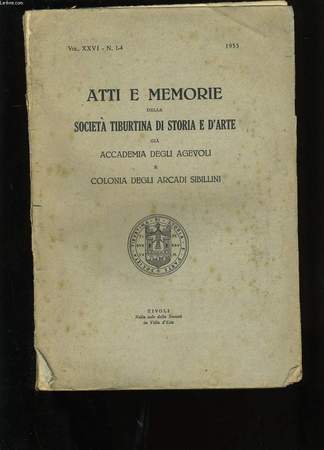 VOL. XXVI - N. 1-4 1953
ATTI E MEMORIE
DELLA
SOCIETÀ TIBURTINA DI STORIA E D'ARTE
GIÀ
ACCADEMIA DEGLI AGEVOLI
E
COLONIA DEGLI ARCADI SIBILLINI
TIVOLI
Nella sede della Società
in Villa d'Este